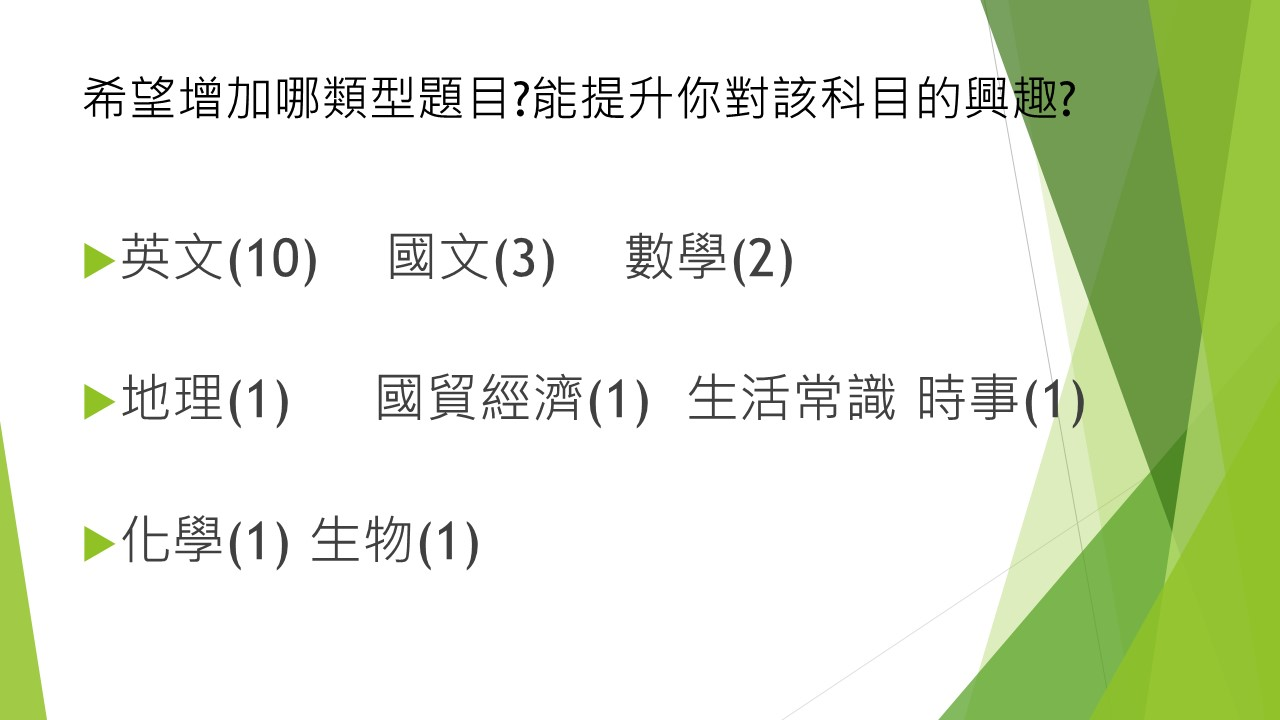 希望增加哪類型題目?能提升你對該科目的興趣?
英文(10) 國文(3) 數學(2)
地理(1) 國貿經濟(1) 生活常識 時事(1)
化學(1) 生物(1)